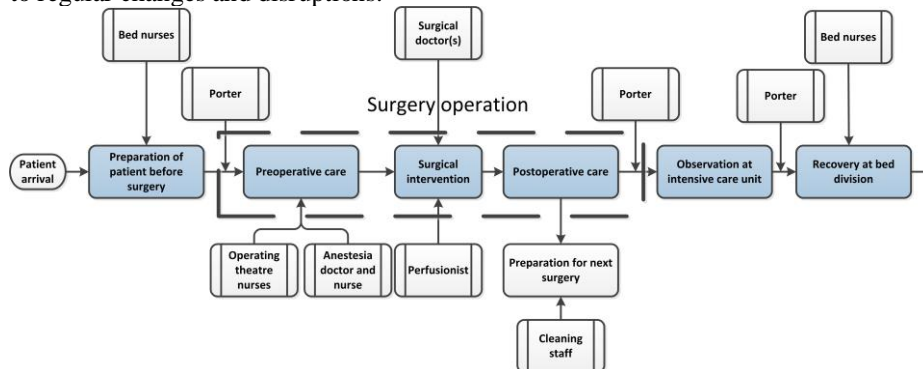 to regular changes and disruptions.
Bed nurses
Surgical
doctor(s)
Bed nurses
Porter
Porter
Porter
Surgery operation
Patient
arrival
Preparation of
patient before
surgery
Preoperative care
Surgical
intervention
Postoperative care
Observation at
intensive care unit
Recovery at bed
division
Operating
theatre
nurses
Anestesia
doctor and
nurse
Perfusionist
Preparation for next
surgery
Cleaning
staff